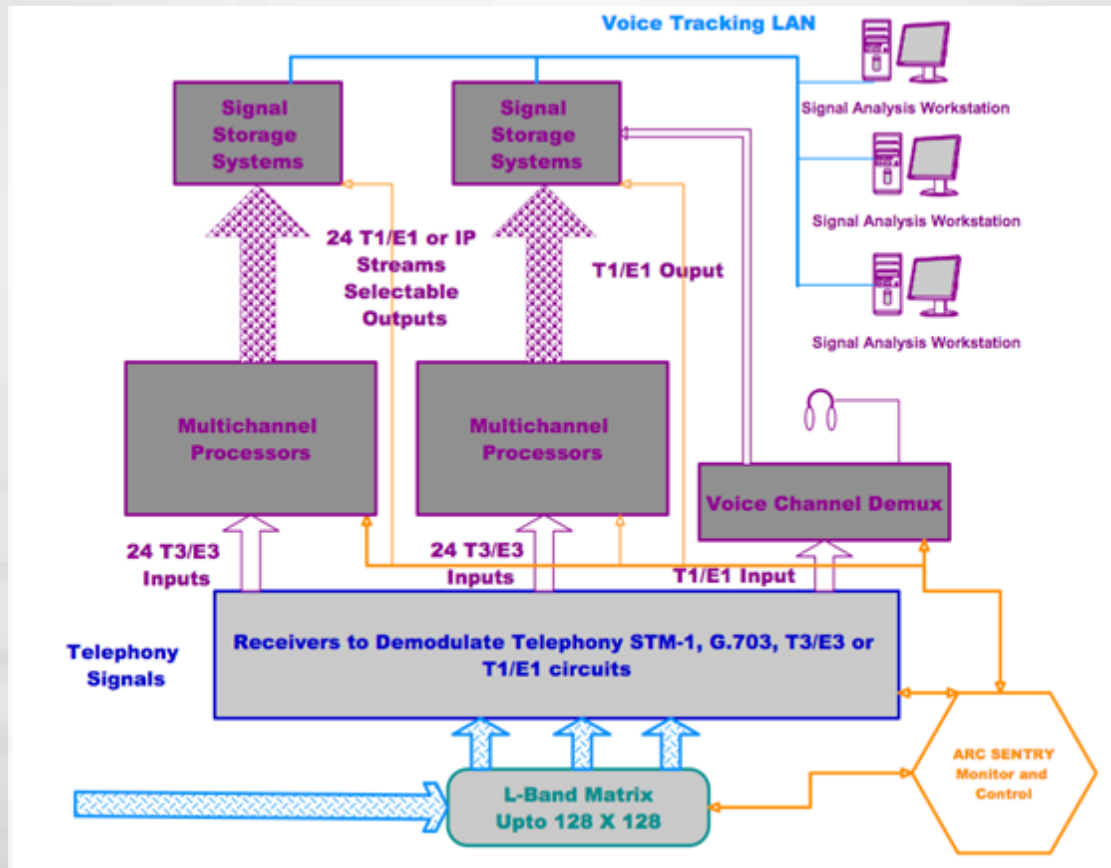 Voice Tracking LAN
Signal Analysis Workstation
Signal
Storage
Systems
Signal
Storage
Systems
Signal Analysis Workstation
24 T1/E1 or IP
Streams
Selectable
Outputs
T1/E1 Ouput
Signal Analysis Workstation
Multichannel
Processors
Multichannel
Processors
Voice Channel Demux
24 T3/E3
Inputs
24 T3/E3
Inputs
T1/E1 Input
Telephony
Signals
Receivers to Demodulate Telephony STM-1, G.703, T3/E3 or
T1/E1 circuits
ARC SENTRY
Monitor and
Control
L-Band Matrix
Upto 128 X 128